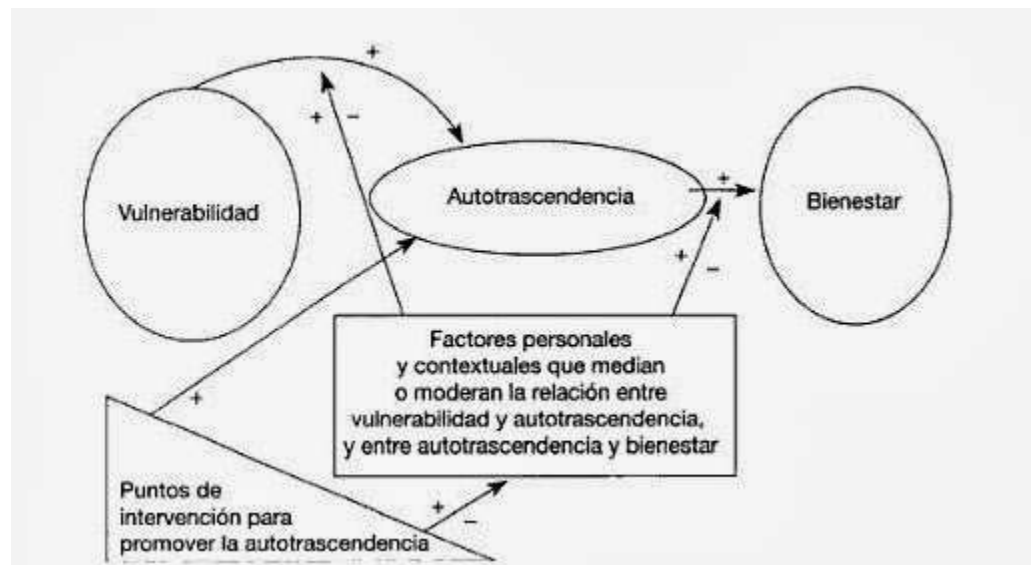 +
+ −
Vulnerabilidad
Autotrascendencia
+
Bienestar
+ −
Factores personales
y contextuales que median
o moderan la relación entre
vulnerabilidad y autotrascendencia,
y entre autotrascendencia y bienestar
+
Puntos de
intervención para
promover la autotrascendencia
+ −